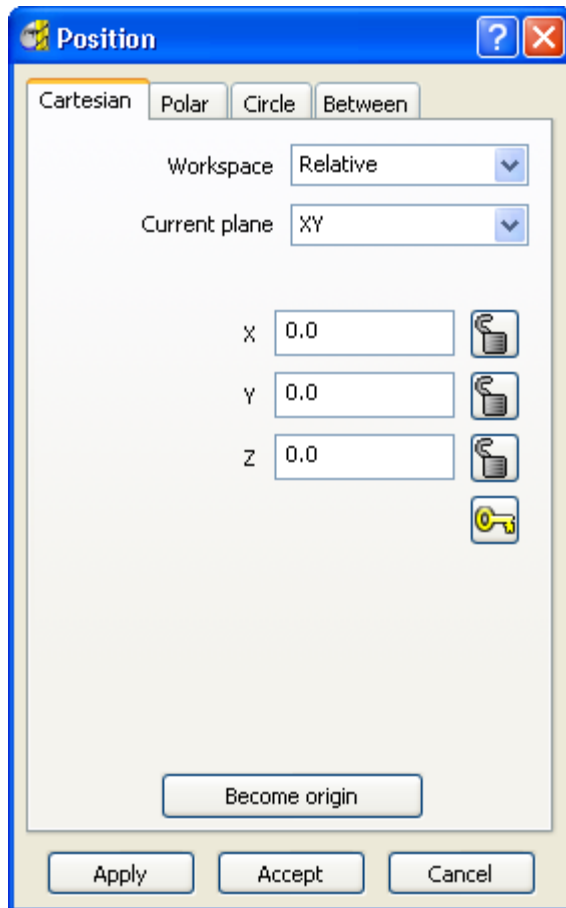 Position
Cartesian Polar Circle Between
Workspace Relative
Current plane XY
X 0.0
Y 0.0
Z 0.0
Become origin
Apply Accept Cancel